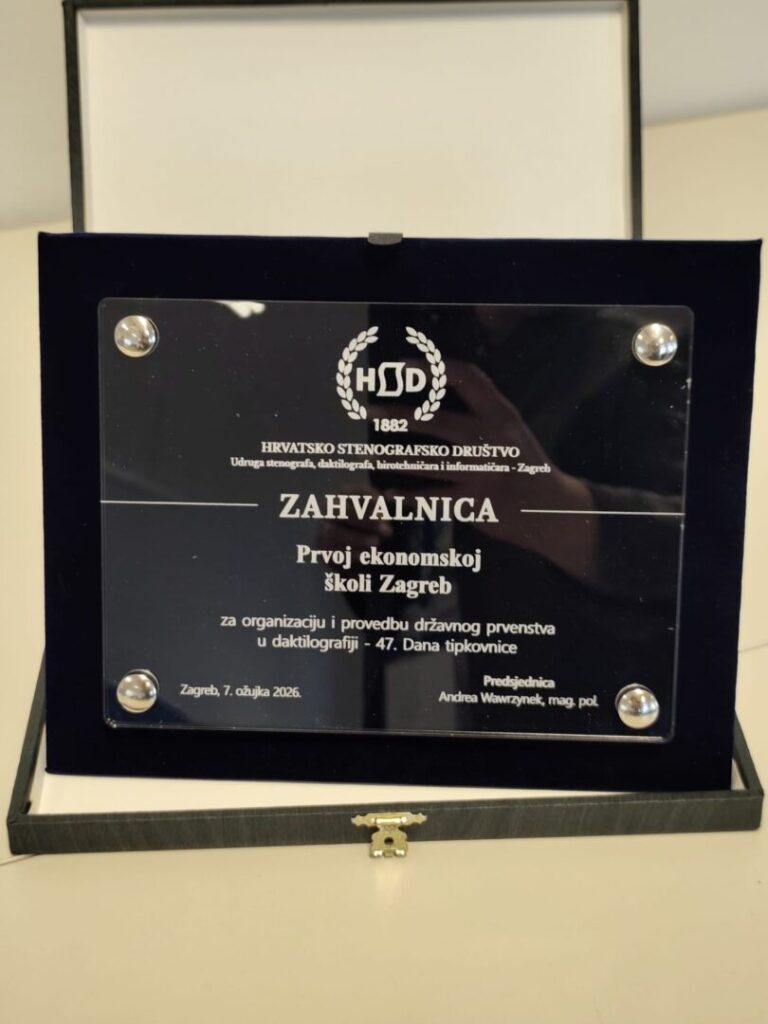 HSD
1882
HRVATSKO STENOGRAFSKO DRUŠTVO
Udruga stenografa, daktilografa, birotehničara i informatičara - Zagreb
ZAHVALNICA
Prvoj ekonomskoj
školi Zagreb
za organizaciju i provedbu državnog prvenstva
u daktilografiji - 47. Dana tipkovnice
Zagreb, 7. ožujka 2026.
Predsjednica
Andrea Wawrzynek, mag. pol.